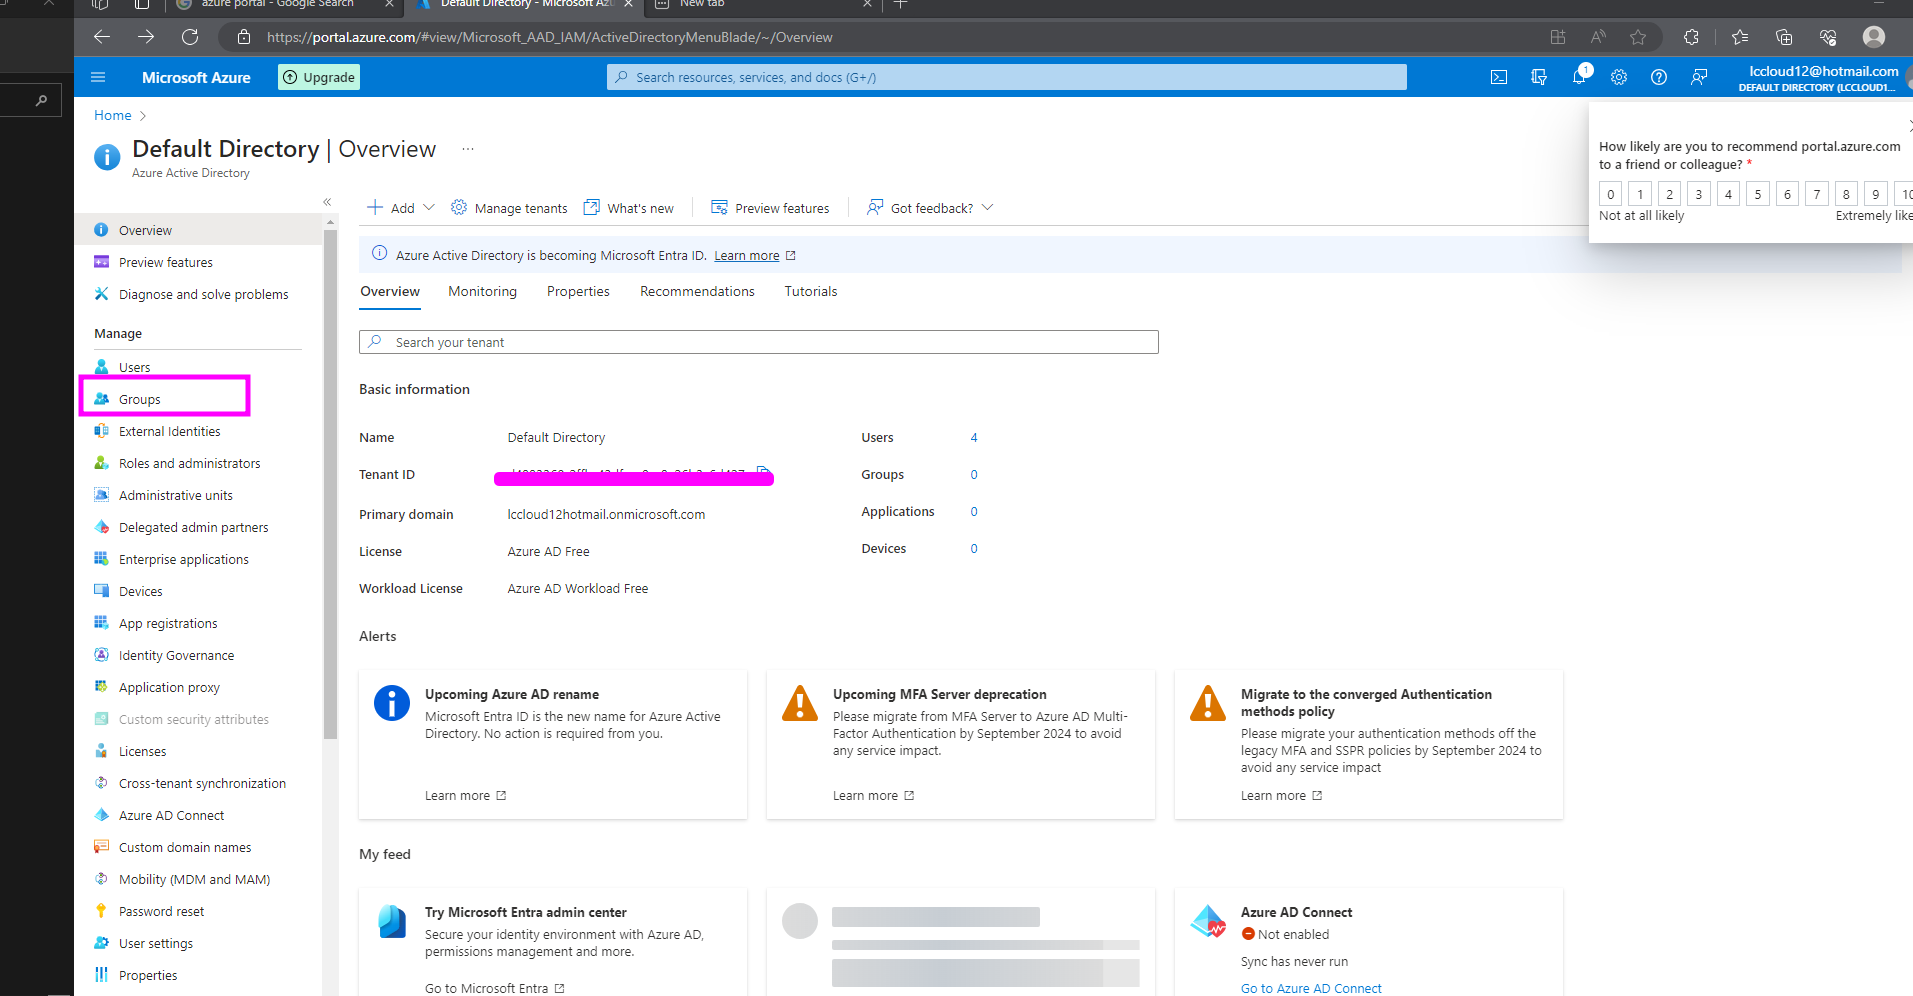 azure portal - Google Search
Default Directory - Microsoft Azu
New tab
https://portal.azure.com/#view/Microsoft_AAD_IAM/ActiveDirectoryMenuBlade/~/Overview
Microsoft Azure
Upgrade
Search resources, services, and docs (G+/)
1
lccloud12@hotmail.com
DEFAULT DIRECTORY (LCCLOUD1...
Home
Default Directory | Overview
Azure Active Directory
How likely are you to recommend portal.azure.com
to a friend or colleague? *
0 1 2 3 4 5 6 7 8 9 10
Not at all likely
Extremely like
Add
Manage tenants
What's new
Preview features
Got feedback?
Azure Active Directory is becoming Microsoft Entra ID. Learn more
Overview
Preview features
Diagnose and solve problems
Manage
Users
Groups
External Identities
Roles and administrators
Administrative units
Delegated admin partners
Enterprise applications
Devices
App registrations
Identity Governance
Application proxy
Custom security attributes
Licenses
Cross-tenant synchronization
Azure AD Connect
Custom domain names
Mobility (MDM and MAM)
Password reset
User settings
Properties
Overview Monitoring Properties Recommendations Tutorials
Search your tenant
Basic information
Name Default Directory
Tenant ID
Primary domain lccloud12hotmail.onmicrosoft.com
License Azure AD Free
Workload License Azure AD Workload Free
Users 4
Groups 0
Applications 0
Devices 0
Alerts
Upcoming Azure AD rename
Microsoft Entra ID is the new name for Azure Active
Directory. No action is required from you.
Learn more
Upcoming MFA Server deprecation
Please migrate from MFA Server to Azure AD Multi-
Factor Authentication by September 2024 to avoid
any service impact.
Learn more
Migrate to the converged Authentication
methods policy
Please migrate your authentication methods off the
legacy MFA and SSPR policies by September 2024 to
avoid any service impact
Learn more
My feed
Try Microsoft Entra admin center
Secure your identity environment with Azure AD,
permissions management and more.
Go to Microsoft Entra
Azure AD Connect
Not enabled
Sync has never run
Go to Azure AD Connect